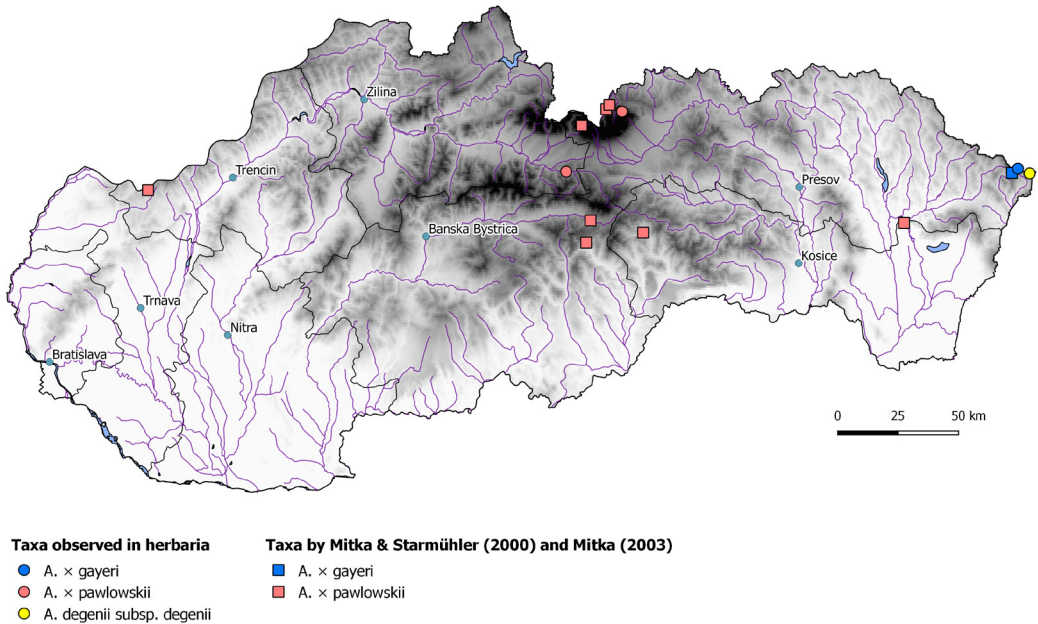 Zilina
Trencin
Presov
Banska Bystrica
Kosice
Trnava
Nitra
Bratislava
0 25 50 km
Taxa observed in herbaria
A. × gayeri
A. × pawlowskii
A. degenii subsp. degenii
Taxa by Mitka & Starmühler (2000) and Mitka (2003)
A. × gayeri
A. × pawlowskii